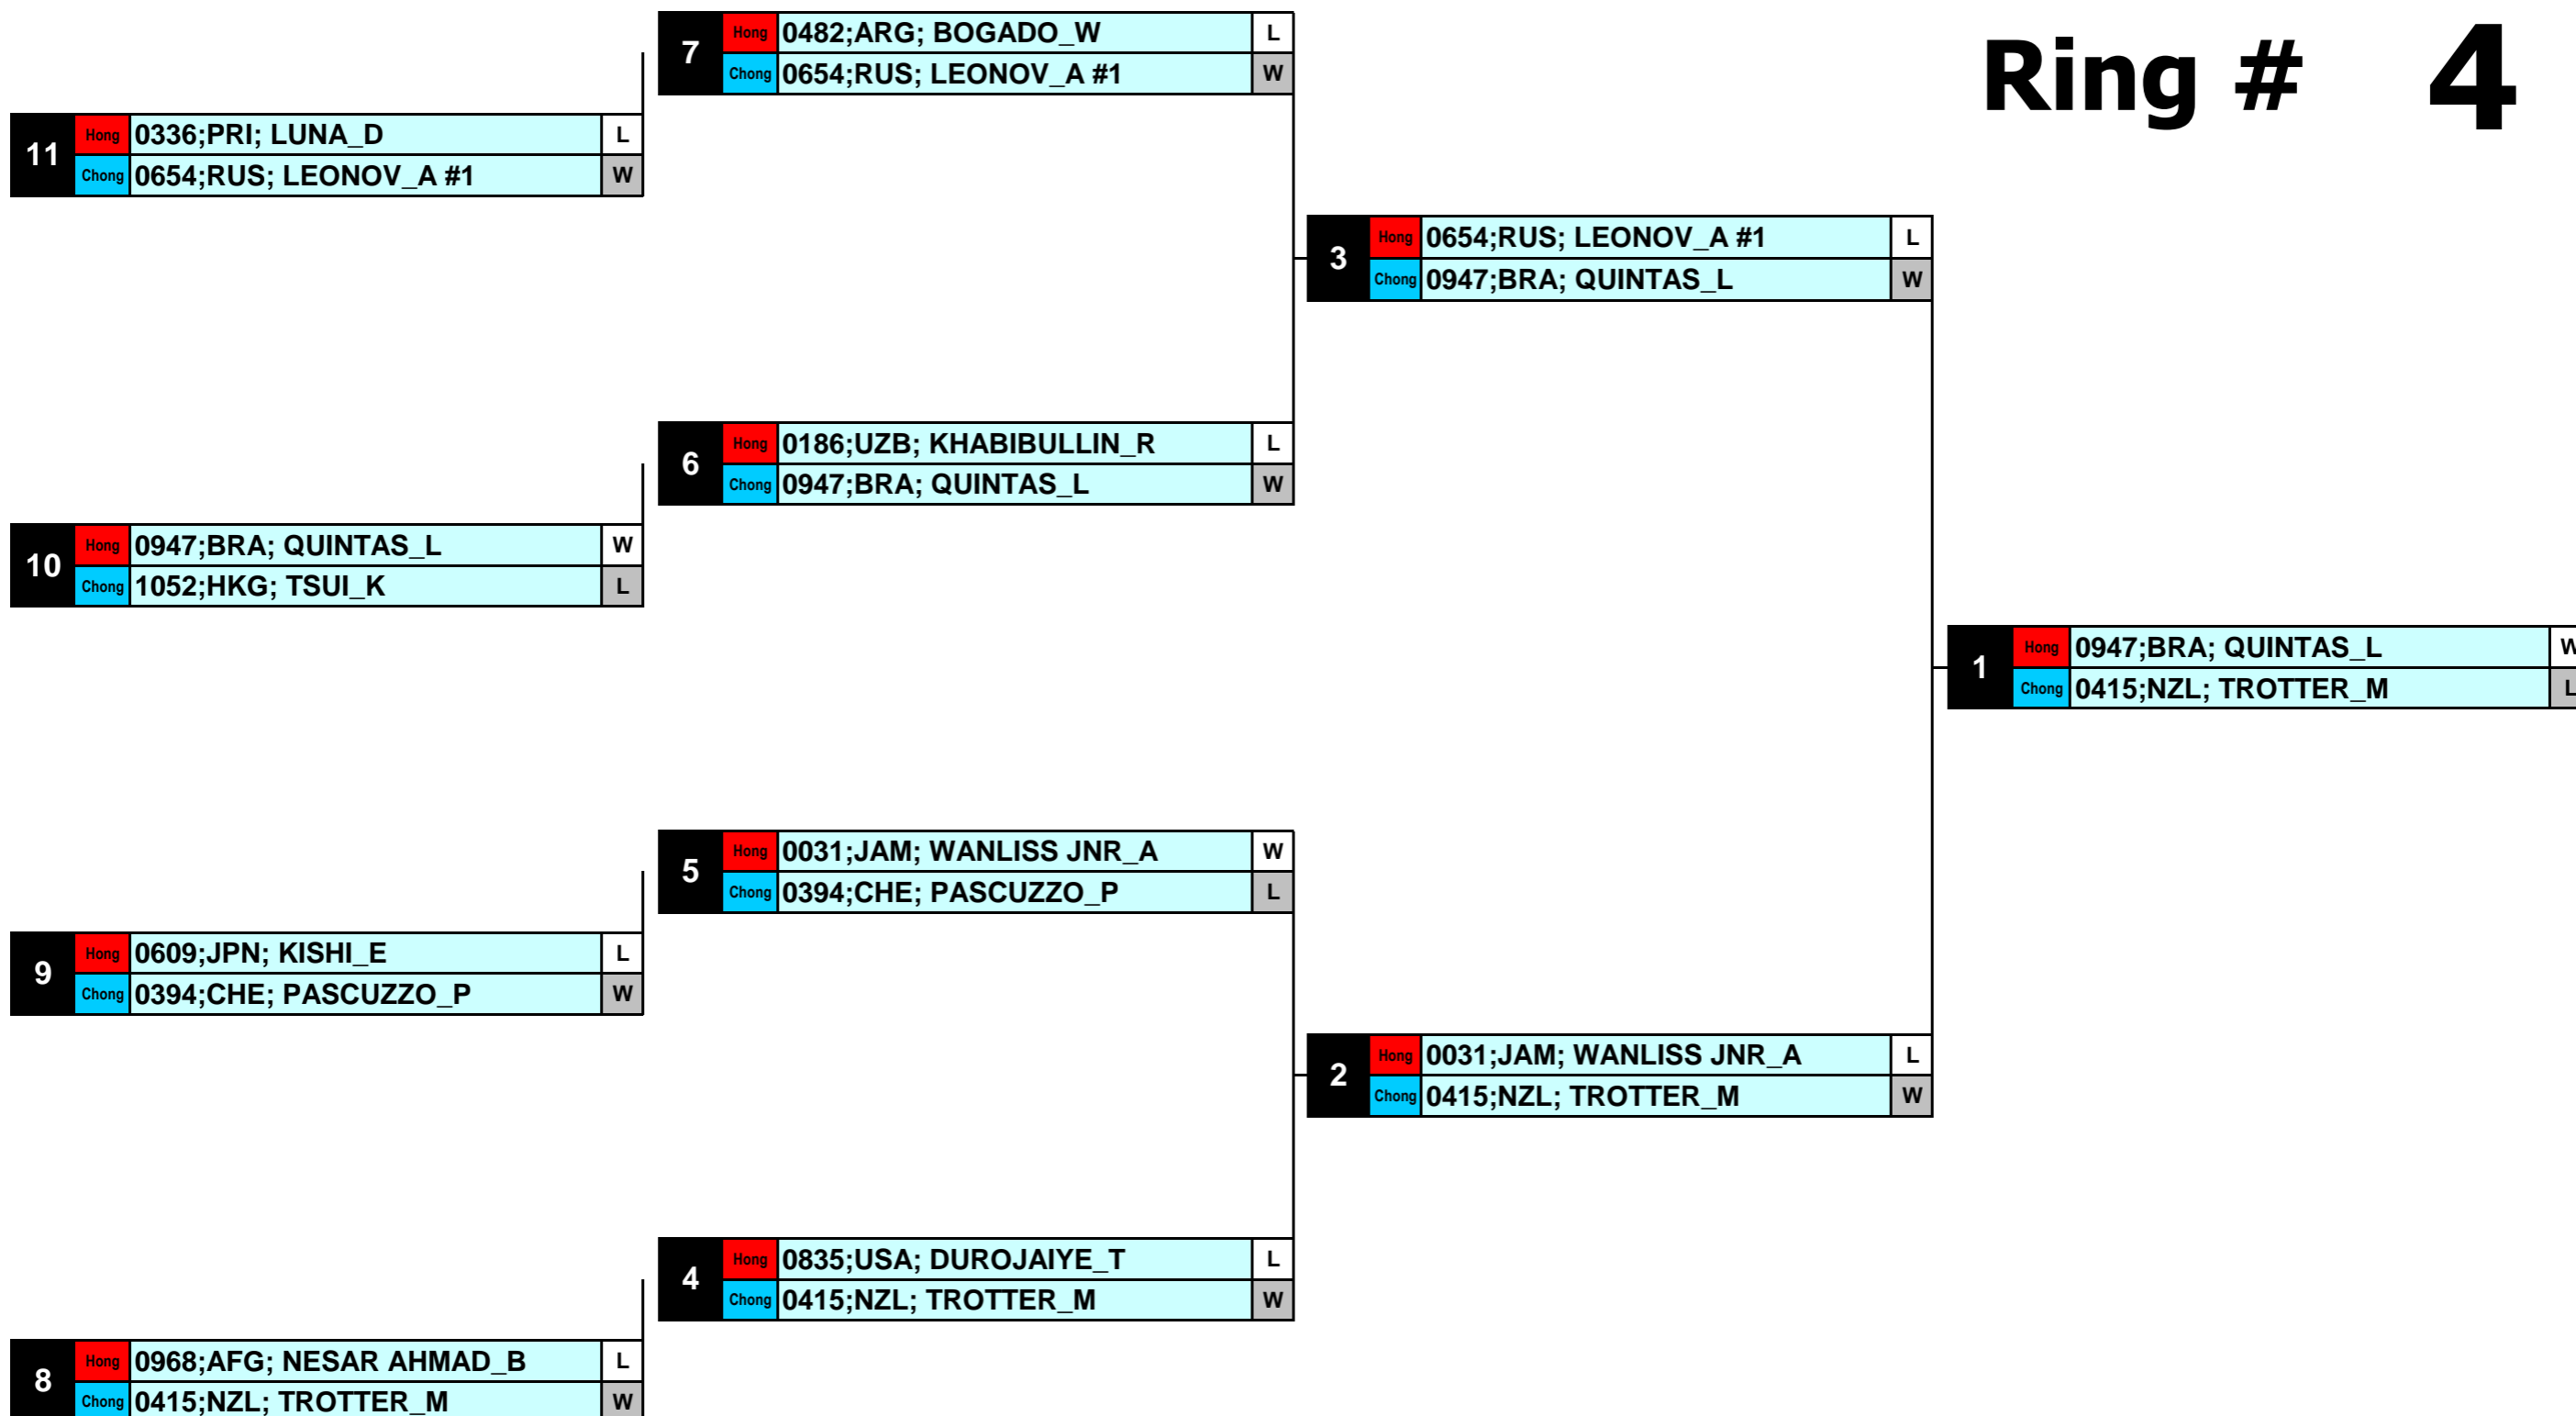 Ring # 4
7
Hong 0482;ARG; BOGADO_W L
Chong 0654;RUS; LEONOV_A #1 W
11
Hong 0336;PRI; LUNA_D L
Chong 0654;RUS; LEONOV_A #1 W
3
Hong 0654;RUS; LEONOV_A #1 L
Chong 0947;BRA; QUINTAS_L W
6
Hong 0186;UZB; KHABIBULLIN_R L
Chong 0947;BRA; QUINTAS_L W
10
Hong 0947;BRA; QUINTAS_L W
Chong 1052;HKG; TSUI_K L
1
Hong 0947;BRA; QUINTAS_L W
Chong 0415;NZL; TROTTER_M L
5
Hong 0031;JAM; WANLISS JNR_A W
Chong 0394;CHE; PASCUZZO_P L
9
Hong 0609;JPN; KISHI_E L
Chong 0394;CHE; PASCUZZO_P W
2
Hong 0031;JAM; WANLISS JNR_A L
Chong 0415;NZL; TROTTER_M W
4
Hong 0835;USA; DUROJAIYE_T L
Chong 0415;NZL; TROTTER_M W
8
Hong 0968;AFG; NESAR AHMAD_B L
Chong 0415;NZL; TROTTER_M W